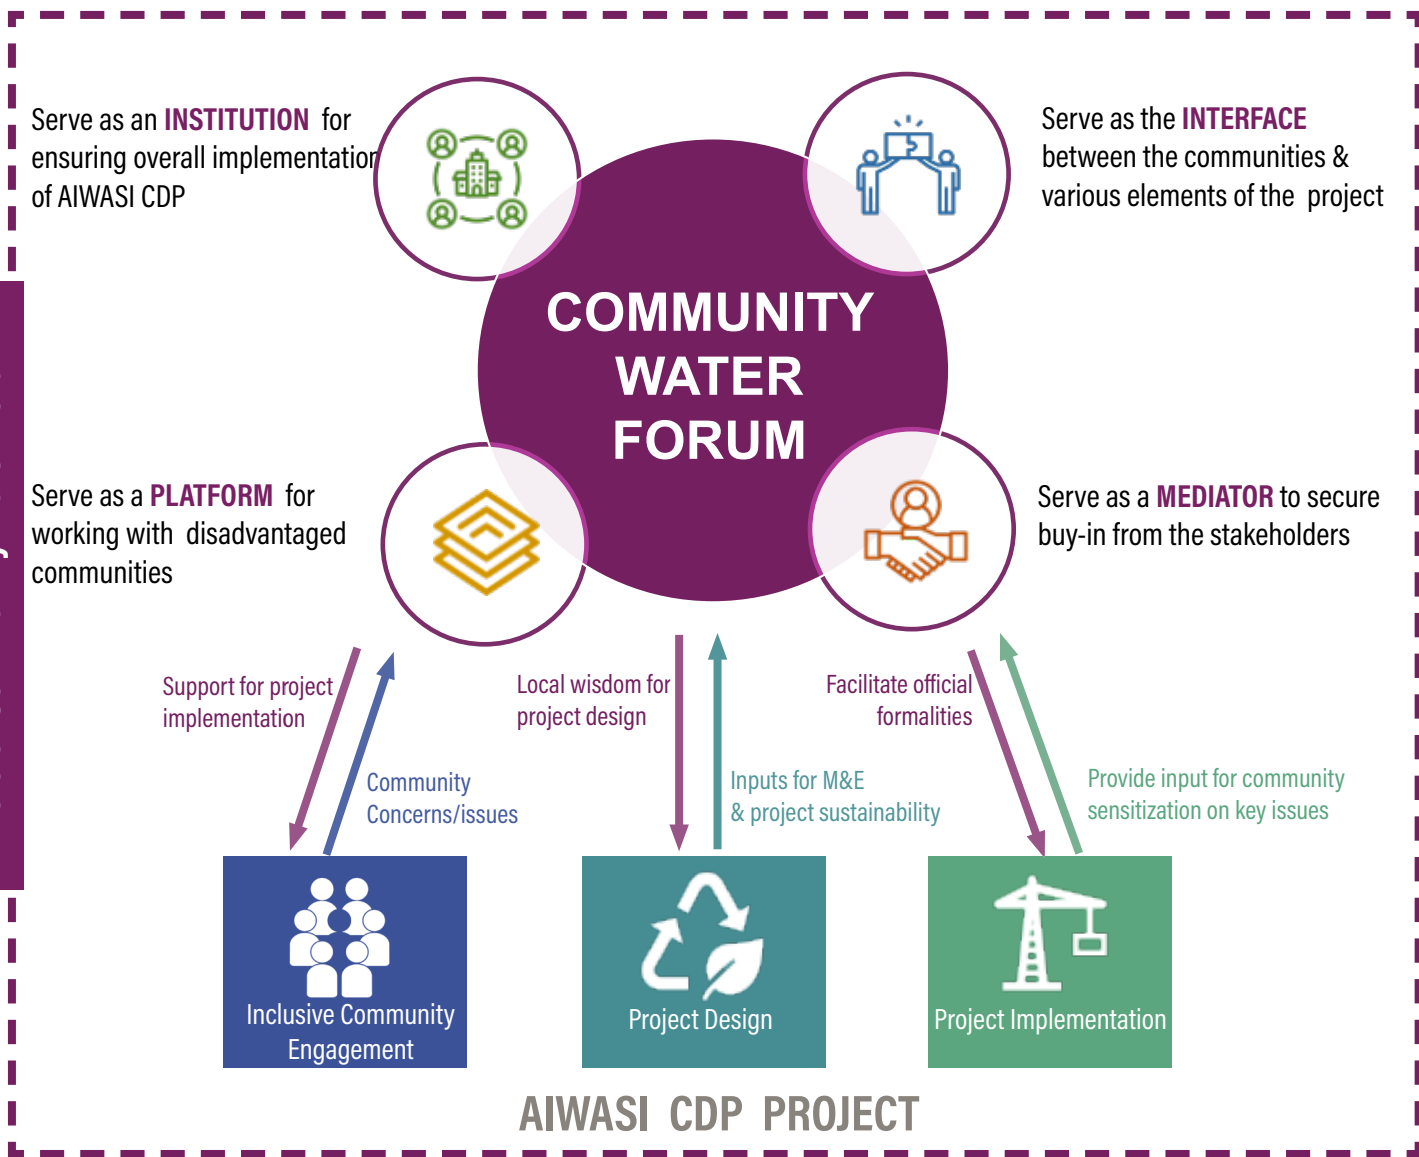 Serve as an INSTITUTION for
ensuring overall implementation
of AIWASI CDP
Serve as the INTERFACE
between the communities &
various elements of the project
COMMUNITY
WATER
FORUM
Serve as a PLATFORM for
working with disadvantaged
communities
Serve as a MEDIATOR to secure
buy-in from the stakeholders
Support for project
implementation
Community
Concerns/issues
Local wisdom for
project design
Inputs for M&E
& project sustainability
Facilitate official
formalities
Provide input for community
sensitization on key issues
Inclusive Community
Engagement
Project Design
Project Implementation
AIWASI CDP PROJECT